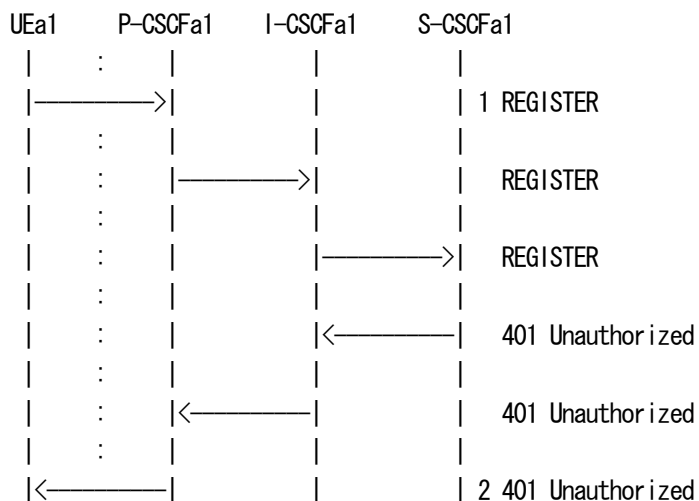 UEa1 P-CSCFa1 I-CSCFa1 S-CSCFa1
1 REGISTER
REGISTER
REGISTER
401 Unauthorized
401 Unauthorized
2 401 Unauthorized